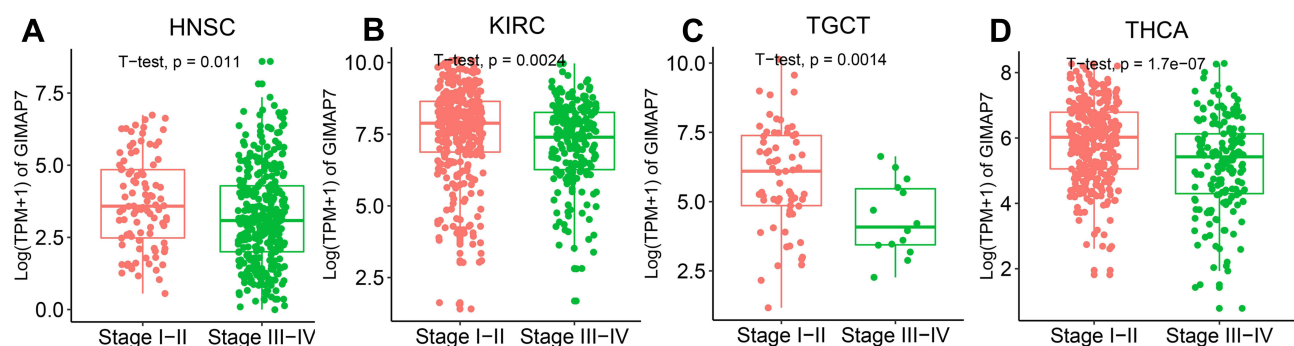 A
HNSC
T−test, p = 0.011
Log(TPM+1) of GIMAP7
7.5
5.0
2.5
0.0
Stage I−II
Stage III−IV
B
KIRC
T−test, p = 0.0024
Log(TPM+1) of GIMAP7
10.0
7.5
5.0
2.5
Stage I−II
Stage III−IV
C
TGCT
T−test, p = 0.0014
Log(TPM+1) of GIMAP7
10.0
7.5
5.0
2.5
Stage I−II
Stage III−IV
D
THCA
T−test, p = 1.7e−07
Log(TPM+1) of GIMAP7
8
6
4
2
Stage I−II
Stage III−IV